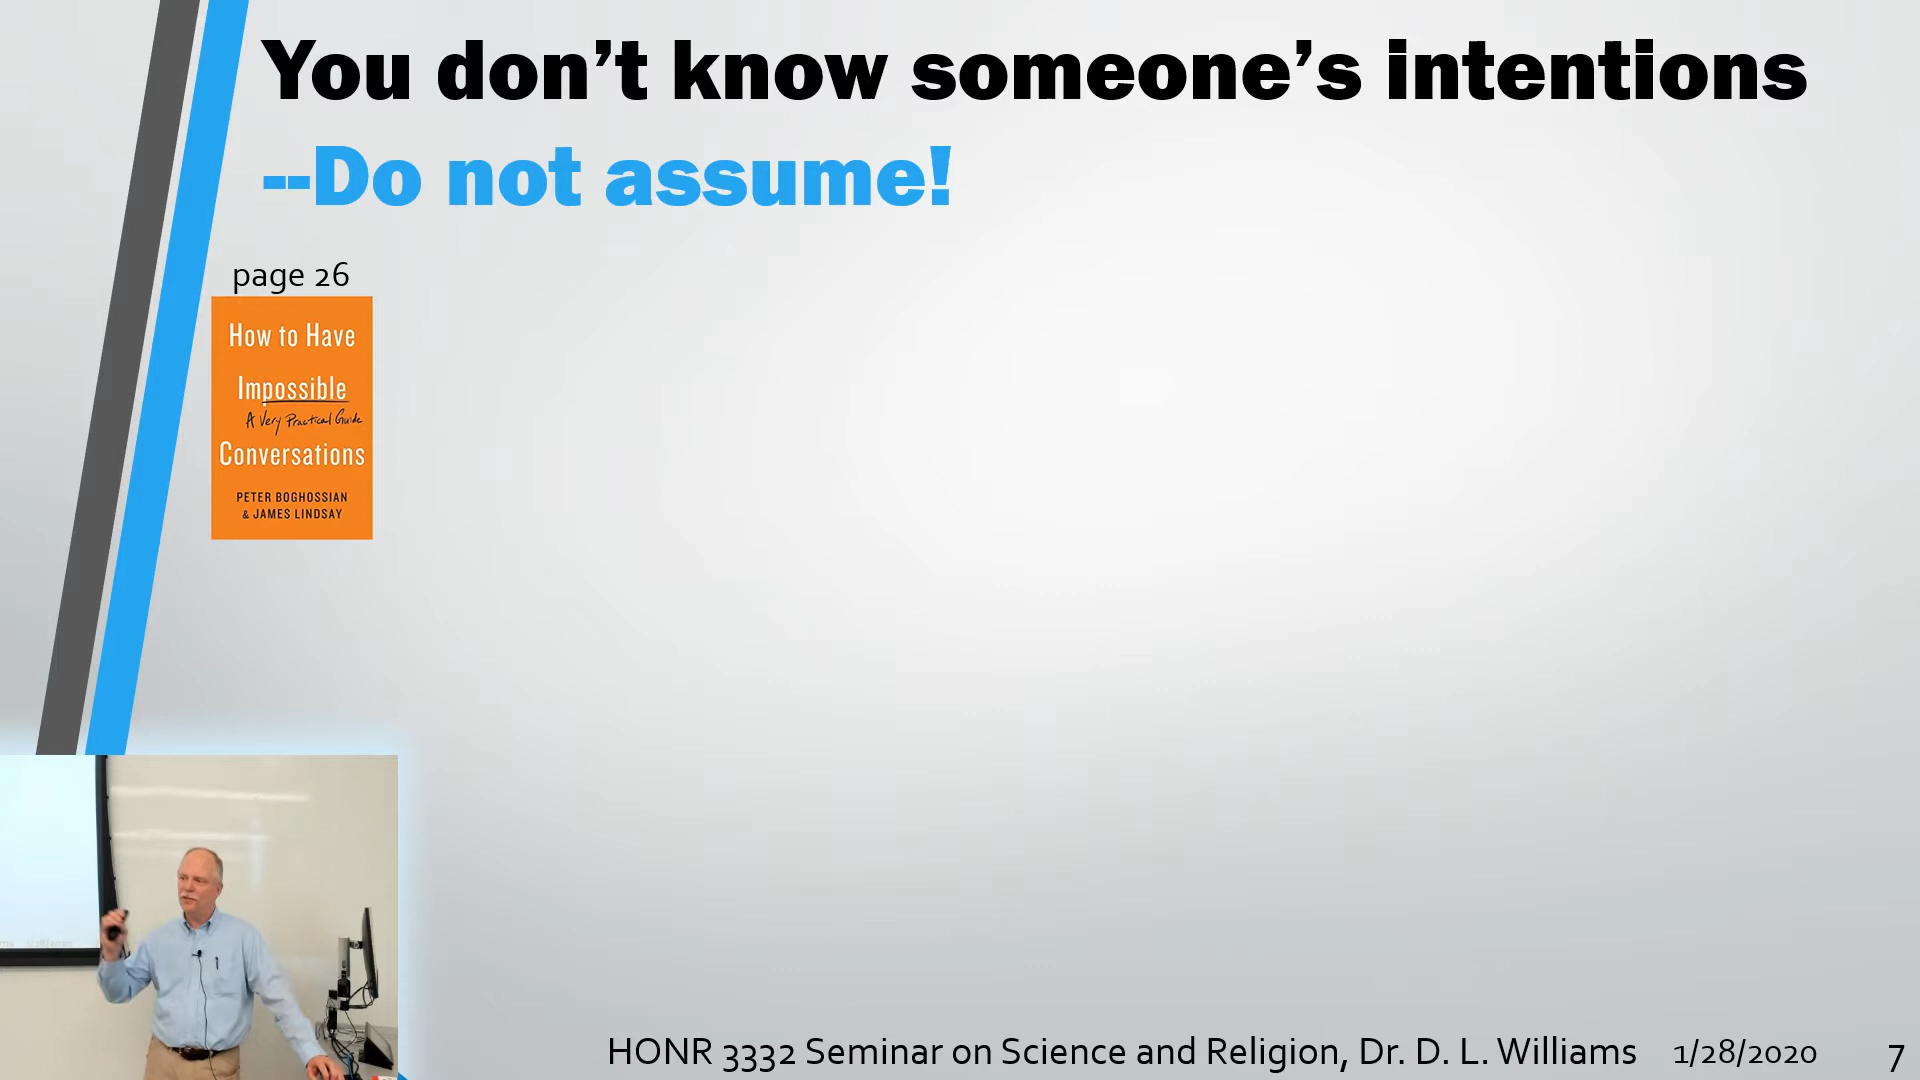 You don’t know someone’s intentions
--Do not assume!
page 26
How to Have
Impossible
A Very Practical Guide
Conversations
PETER BOGHOSSIAN
& JAMES LINDSAY
HONR 3332 Seminar on Science and Religion, Dr. D. L. Williams 1/28/2020 7